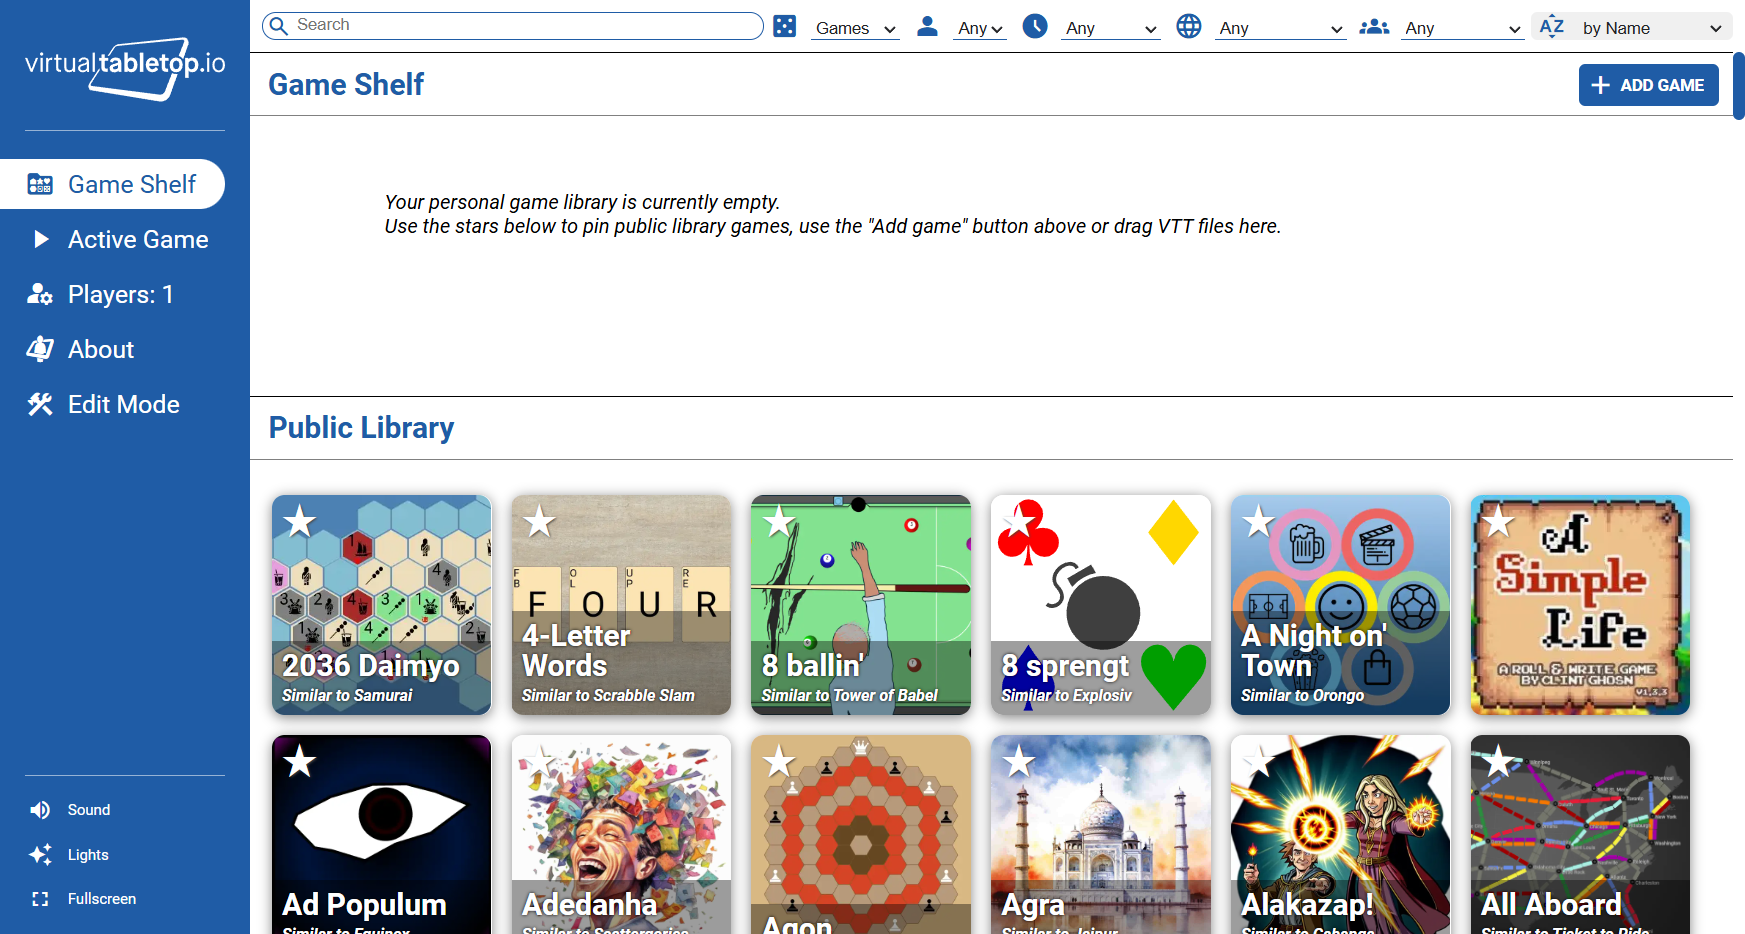 virtualtabletop.io
Search
Games
Any
Any
Any
Any
AZ
by Name
Game Shelf
ADD GAME
Game Shelf
Active Game
Players: 1
About
Edit Mode
Your personal game library is currently empty.
Use the stars below to pin public library games, use the "Add game" button above or drag VTT files here.
Public Library
2036 Daimyo
Similar to Samurai
F O U R
B L P E
F O U R
4-Letter
Words
Similar to Scrabble Slam
8 ballin'
Similar to Tower of Babel
8 sprengt
Similar to Explosiv
A Night on'
Town
Similar to Orongo
A
Simple
Life
A ROLL & WRITE GAME
BY CLINT GHOSN
V1.3.3
Ad Populum
Similar to Equinox
Adedanha
Similar to Scattergories
Agon
Agra
Similar to Jaipur
Alakazap!
Similar to Cabanga
All Aboard
Similar to Ticket to Ride
Sound
Lights
Fullscreen